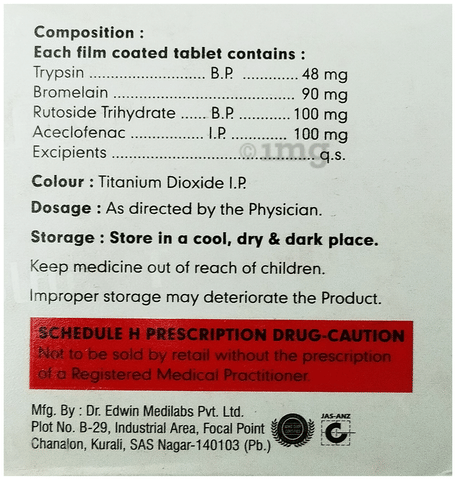 Composition :
Each film coated tablet contains :
Trypsin ........................ B.P. ............. 48 mg
Bromelain ........................................ 90 mg
Rutoside Trihydrate ....... B.P. ........... 100 mg
Aceclofenac .................. I.P. ............. 100 mg
Excipients ........................................ q.s.
©1mg
Colour : Titanium Dioxide I.P.
Dosage : As directed by the Physician.
Storage : Store in a cool, dry & dark place.
Keep medicine out of reach of children.
Improper storage may deteriorate the Product.
SCHEDULE H PRESCRIPTION DRUG-CAUTION
Not to be sold by retail without the prescription
of a Registered Medical Practitioner.
Mfg. By : Dr. Edwin Medilabs Pvt. Ltd.
Plot No. B-29, Industrial Area, Focal Point
Chanalon, Kurali, SAS Nagar-140103 (Pb.)
JAS-ANZ